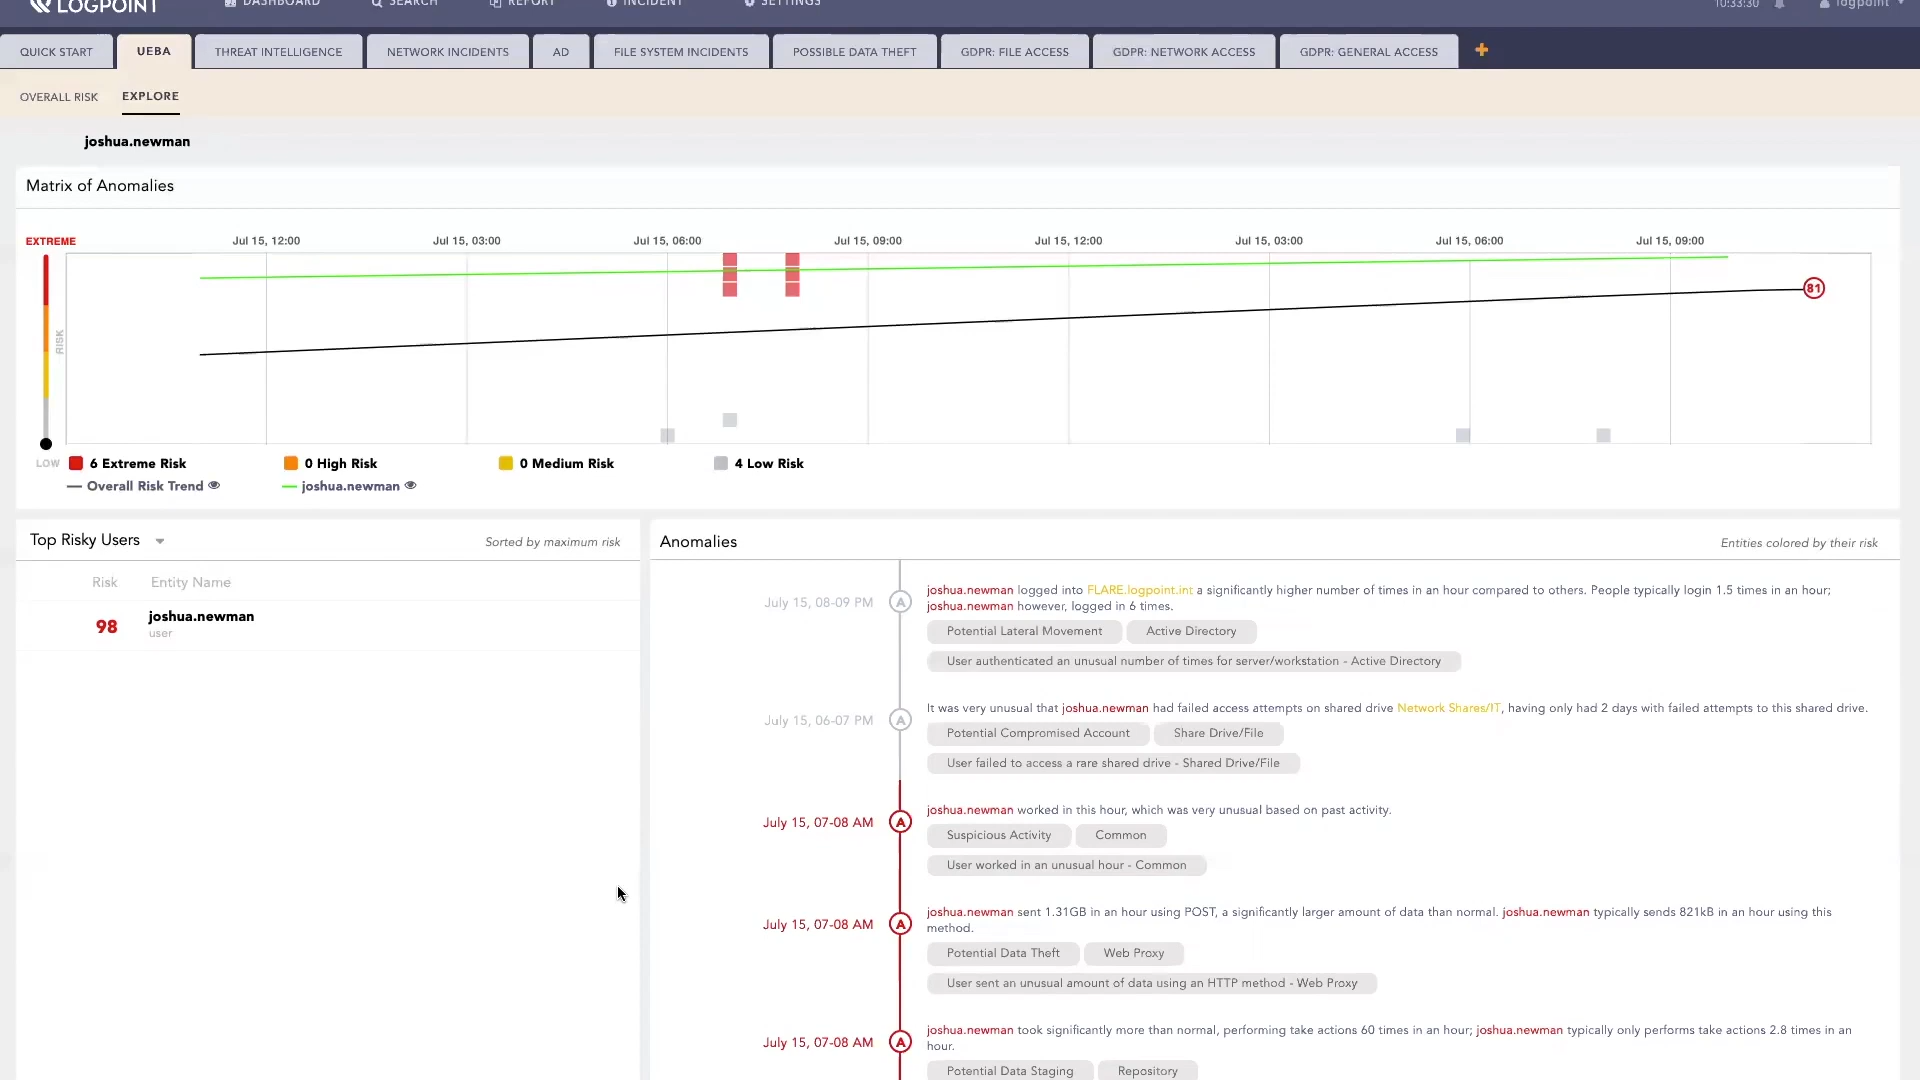 LOGPOINT
DASHBOARD SEARCH REPORT INCIDENT SETTINGS 10:33:30 logpoint
QUICK START UEBA THREAT INTELLIGENCE NETWORK INCIDENTS AD FILE SYSTEM INCIDENTS POSSIBLE DATA THEFT GDPR: FILE ACCESS GDPR: NETWORK ACCESS GDPR: GENERAL ACCESS
OVERALL RISK EXPLORE
joshua.newman
Matrix of Anomalies
EXTREME Jul 15, 12:00 Jul 15, 03:00 Jul 15, 06:00 Jul 15, 09:00 Jul 15, 12:00 Jul 15, 03:00 Jul 15, 06:00 Jul 15, 09:00
81
RISK
LOW 6 Extreme Risk 0 High Risk 0 Medium Risk 4 Low Risk
Overall Risk Trend joshua.newman
Top Risky Users Sorted by maximum risk
Risk Entity Name
98 joshua.newman
user
Anomalies Entities colored by their risk
July 15, 08-09 PM A joshua.newman logged into FLARE.logpoint.int a significantly higher number of times in an hour compared to others. People typically login 1.5 times in an hour;
joshua.newman however, logged in 6 times.
Potential Lateral Movement Active Directory
User authenticated an unusual number of times for server/workstation - Active Directory
July 15, 06-07 PM A It was very unusual that joshua.newman had failed access attempts on shared drive Network Shares/IT, having only had 2 days with failed attempts to this shared drive.
Potential Compromised Account Share Drive/File
User failed to access a rare shared drive - Shared Drive/File
July 15, 07-08 AM A joshua.newman worked in this hour, which was very unusual based on past activity.
Suspicious Activity Common
User worked in an unusual hour - Common
July 15, 07-08 AM A joshua.newman sent 1.31GB in an hour using POST, a significantly larger amount of data than normal. joshua.newman typically sends 821kB in an hour using this
method.
Potential Data Theft Web Proxy
User sent an unusual amount of data using an HTTP method - Web Proxy
July 15, 07-08 AM A joshua.newman took significantly more than normal, performing take actions 60 times in an hour; joshua.newman typically only performs take actions 2.8 times in an
hour.
Potential Data Staging Repository